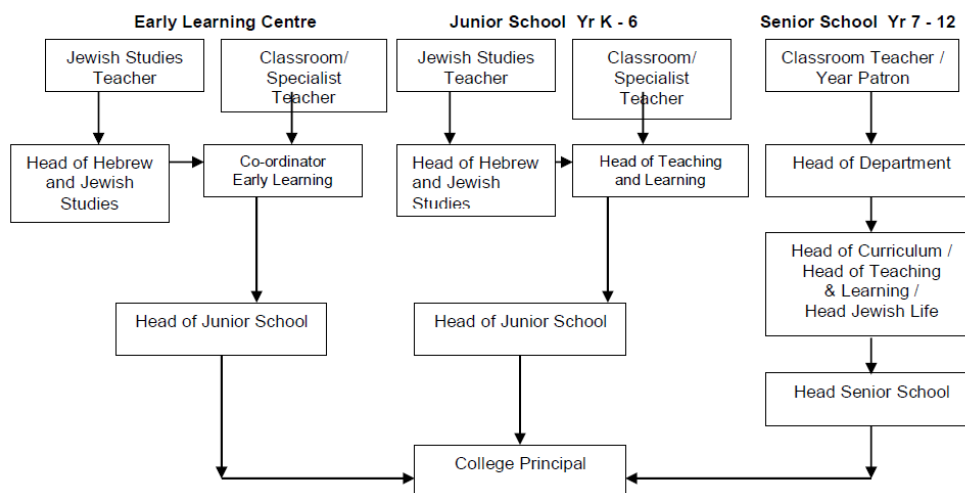 Early Learning Centre
Junior School Yr K - 6
Senior School Yr 7 - 12
Jewish Studies
Teacher
Classroom/
Specialist
Teacher
Jewish Studies
Teacher
Classroom/
Specialist
Teacher
Classroom Teacher /
Year Patron
Head of Hebrew
and Jewish
Studies
Co-ordinator
Early Learning
Head of Hebrew
and Jewish
Studies
Head of Teaching
and Learning
Head of Department
Head of Curriculum /
Head of Teaching
& Learning /
Head Jewish Life
Head of Junior School
Head of Junior School
Head Senior School
College Principal